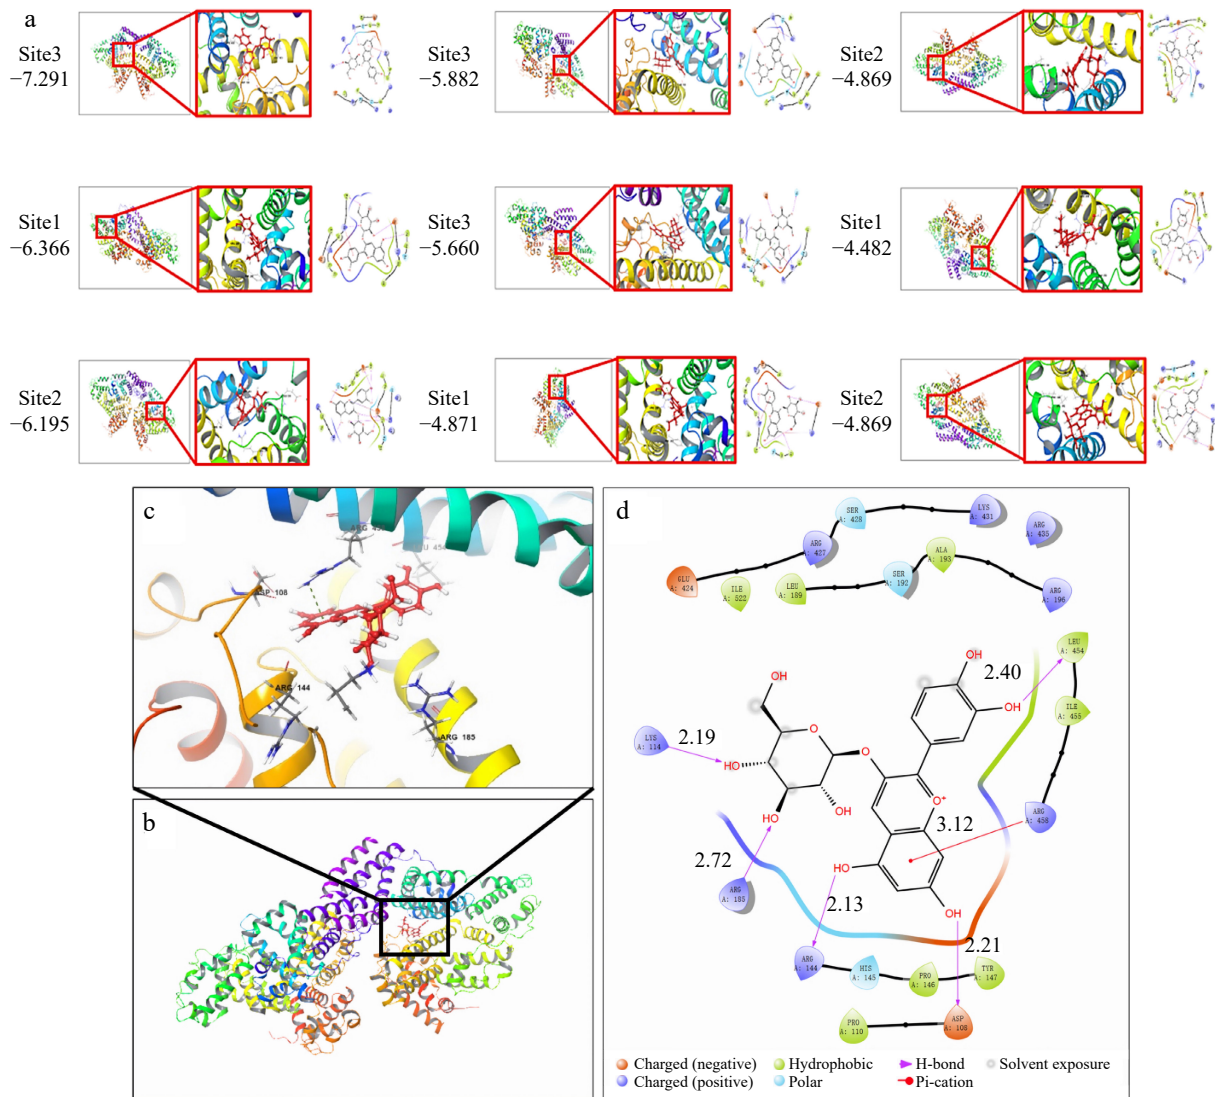 a
Site3
−7.291
Site3
−5.882
Site2
−4.869
Site1
−6.366
Site3
−5.660
Site1
−4.482
Site2
−6.195
Site1
−4.871
Site2
−4.869
c
ASP 108
ARG 144
ARG 185
b
d
SER
A: 428
LYS
A: 431
ARG
A: 435
ARG
A: 427
ALA
A: 193
GLU
A: 424
ILE
A: 522
LEU
A: 189
SER
A: 192
ARG
A: 196
LEU
A: 454
OH
OH
2.40
OH
ILE
A: 455
LYS
A: 114
2.19
HO
O
O
HO
OH
O+
3.12
ARG
A: 458
2.72
ARG
A: 185
HO
2.13
OH
2.21
ARG
A: 144
HIS
A: 145
PRO
A: 146
TYR
A: 147
PRO
A: 110
ASP
A: 108
Charged (negative)
Hydrophobic
H-bond
Solvent exposure
Charged (positive)
Polar
Pi-cation